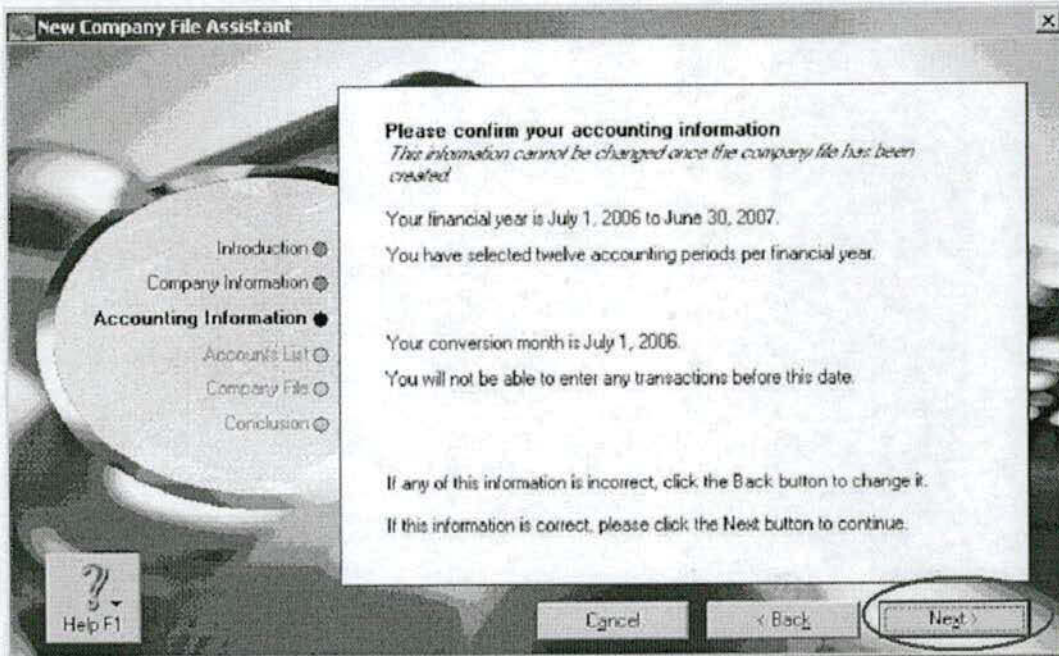 New Company File Assistant
Please confirm your accounting information
This information cannot be changed once the company file has been
created
Your financial year is July 1, 2006 to June 30, 2007.
You have selected twelve accounting periods per financial year.
Introduction
Company Information
Accounting Information
Accounts List
Company File
Conclusion
Your conversion month is July 1, 2006.
You will not be able to enter any transactions before this date.
If any of this information is incorrect, click the Back button to change it.
If this information is correct, please click the Next button to continue.
?
Help F1
Cancel
< Back
Next >